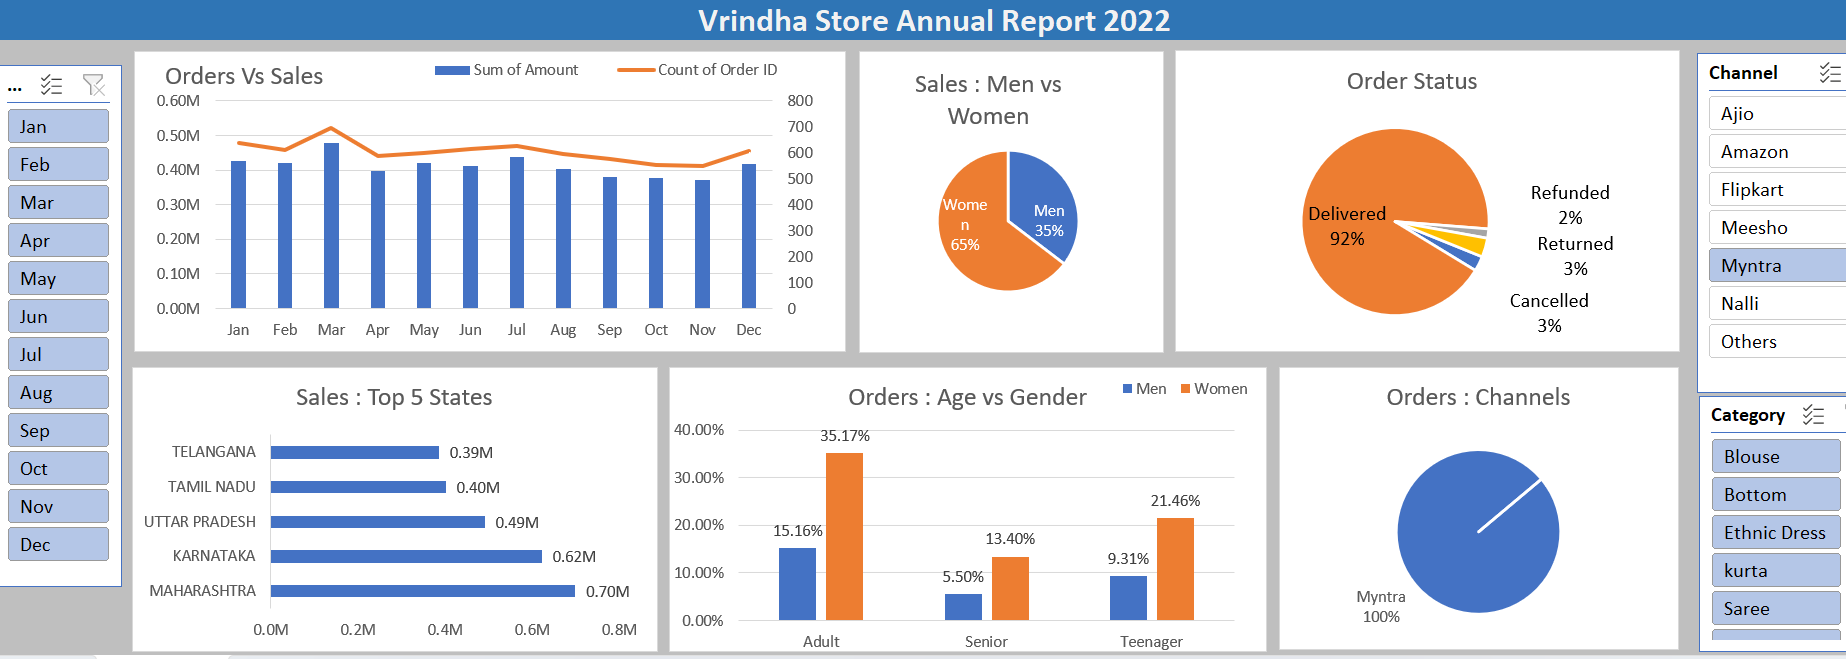 Vrindha Store Annual Report 2022
...
Jan
Feb
Mar
Apr
May
Jun
Jul
Aug
Sep
Oct
Nov
Dec
Orders Vs Sales
Sum of Amount
Count of Order ID
0.60M
0.50M
0.40M
0.30M
0.20M
0.10M
0.00M
800
700
600
500
400
300
200
100
0
Jan Feb Mar Apr May Jun Jul Aug Sep Oct Nov Dec
Sales : Men vs
Women
Wome
n
65%
Men
35%
Order Status
Delivered
92%
Refunded
2%
Returned
3%
Cancelled
3%
Channel
Ajio
Amazon
Flipkart
Meesho
Myntra
Nalli
Others
Sales : Top 5 States
TELANGANA 0.39M
TAMIL NADU 0.40M
UTTAR PRADESH 0.49M
KARNATAKA 0.62M
MAHARASHTRA 0.70M
0.0M 0.2M 0.4M 0.6M 0.8M
Orders : Age vs Gender
Men Women
40.00%
30.00%
20.00%
10.00%
0.00%
15.16%
35.17%
5.50%
13.40%
9.31%
21.46%
Adult Senior Teenager
Orders : Channels
Myntra
100%
Category
Blouse
Bottom
Ethnic Dress
kurta
Saree